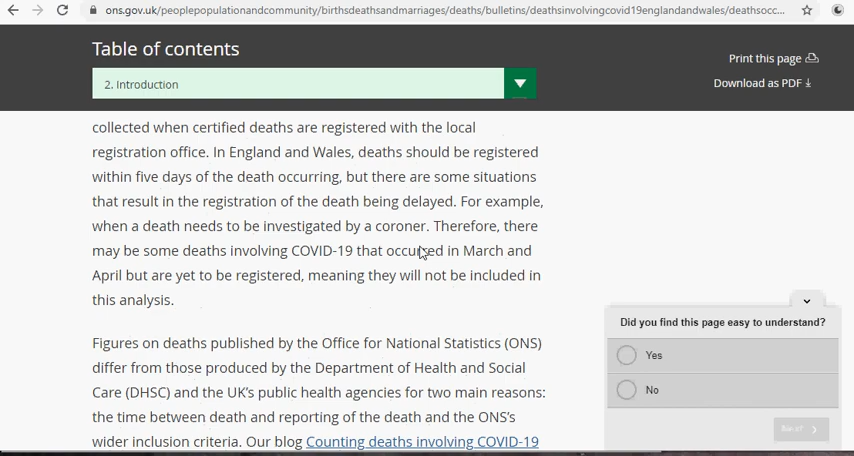 ons.gov.uk/peoplepopulationandcommunity/birthsdeathsandmarriages/deaths/bulletins/deathsinvolvingcovid19englandandwales/deathsocc...
Table of contents
Print this page
2. Introduction
Download as PDF
collected when certified deaths are registered with the local
registration office. In England and Wales, deaths should be registered
within five days of the death occurring, but there are some situations
that result in the registration of the death being delayed. For example,
when a death needs to be investigated by a coroner. Therefore, there
may be some deaths involving COVID-19 that occurred in March and
April but are yet to be registered, meaning they will not be included in
this analysis.
Figures on deaths published by the Office for National Statistics (ONS)
differ from those produced by the Department of Health and Social
Care (DHSC) and the UK's public health agencies for two main reasons:
the time between death and reporting of the death and the ONS's
wider inclusion criteria. Our blog Counting deaths involving COVID-19
Did you find this page easy to understand?
Yes
No
Next